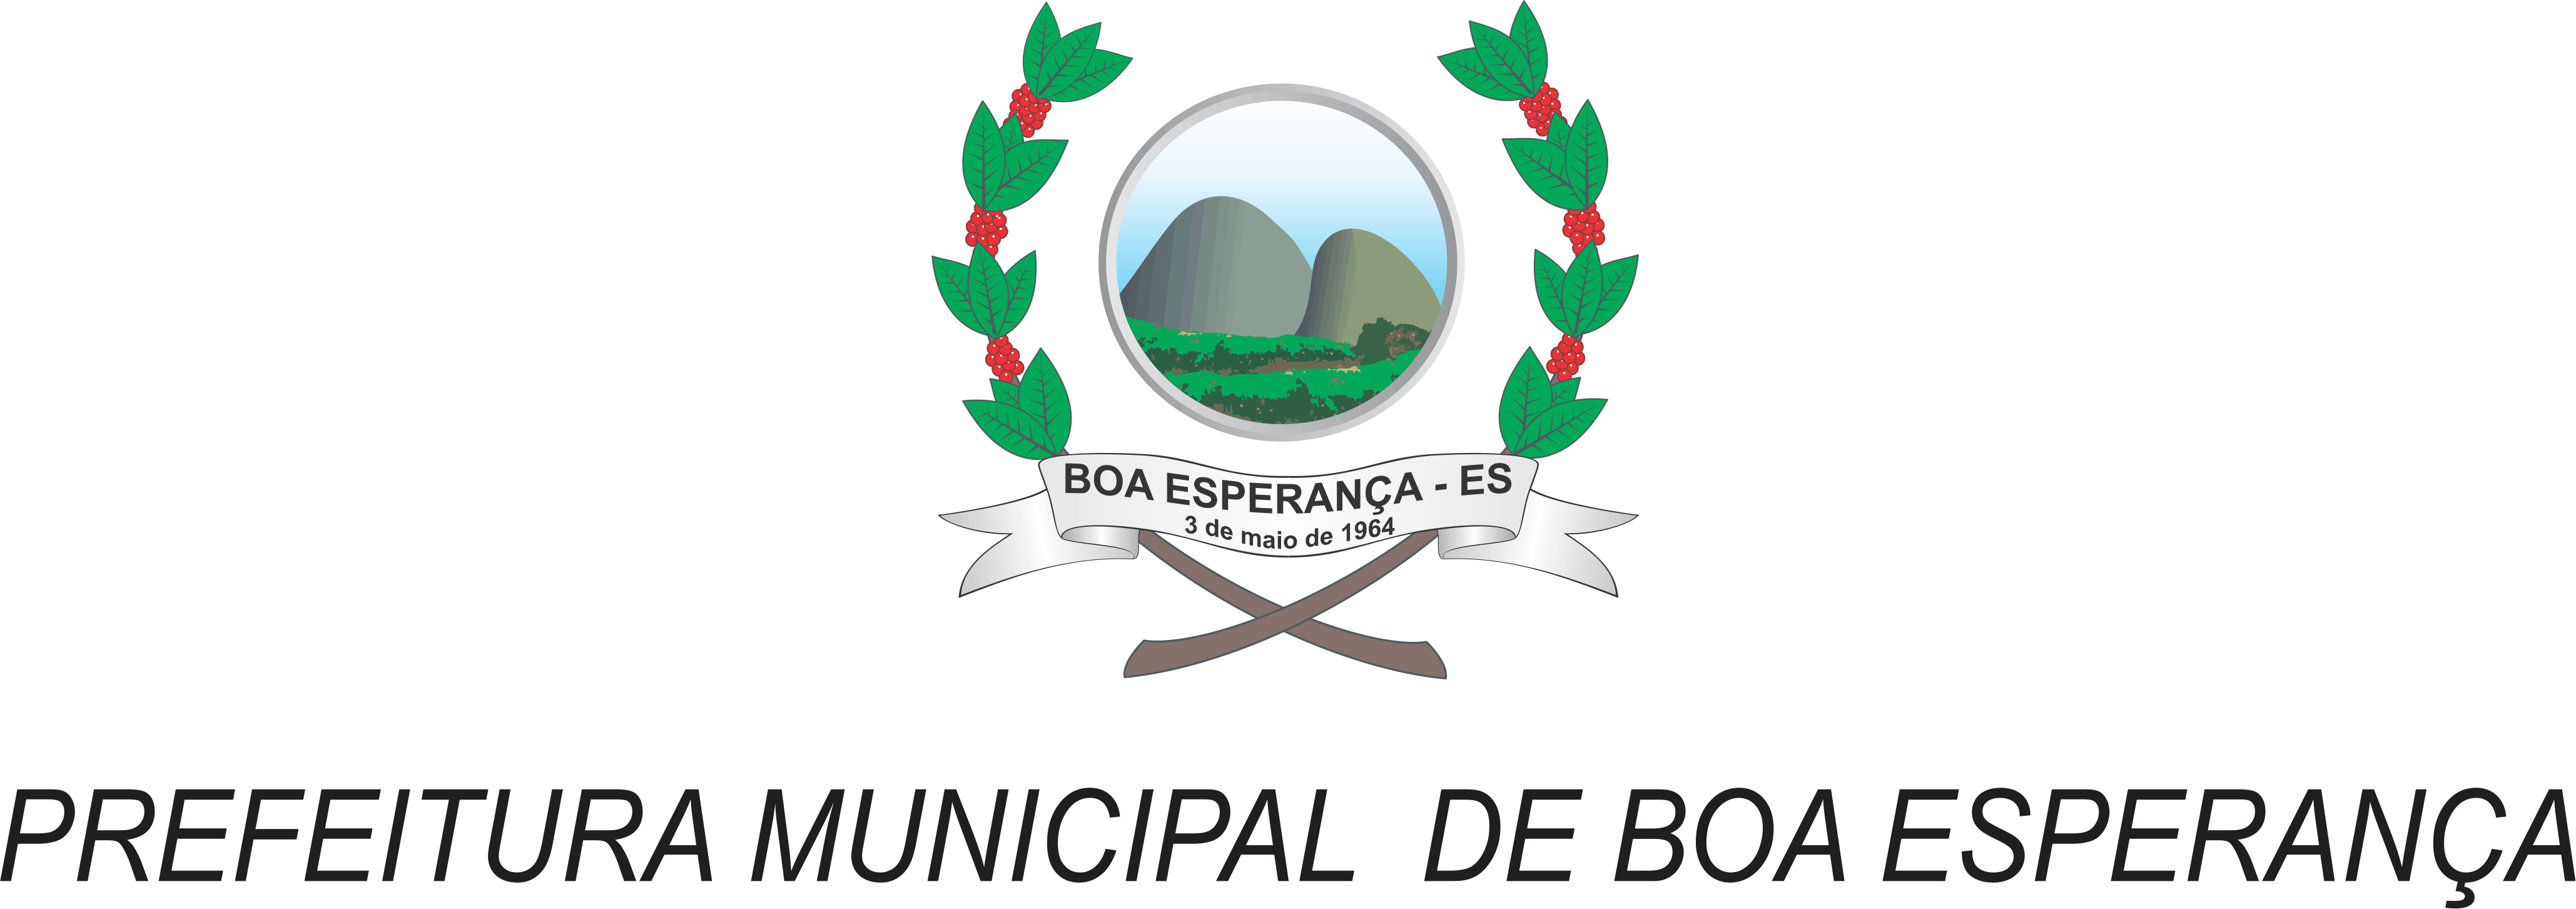 BOA ESPERANÇA - ES
3 de maio de 1964
PREFEITURA MUNICIPAL DE BOA ESPERANÇA